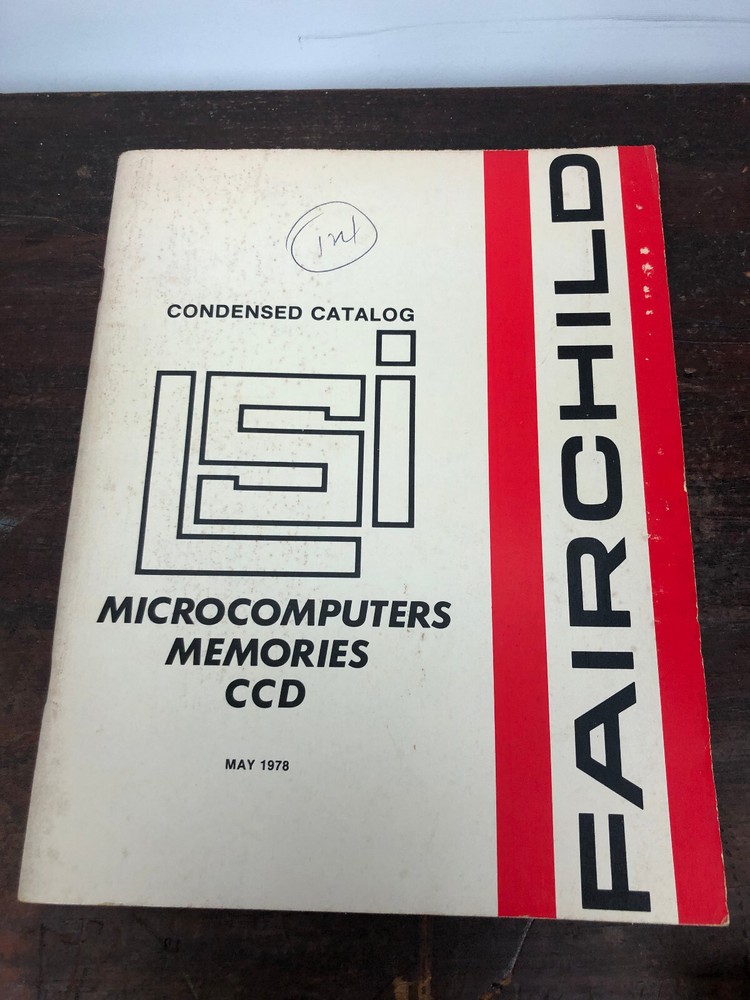 CONDENSED CATALOG
LSi
MICROCOMPUTERS
MEMORIES
CCD
MAY 1978
FAIRCHILD